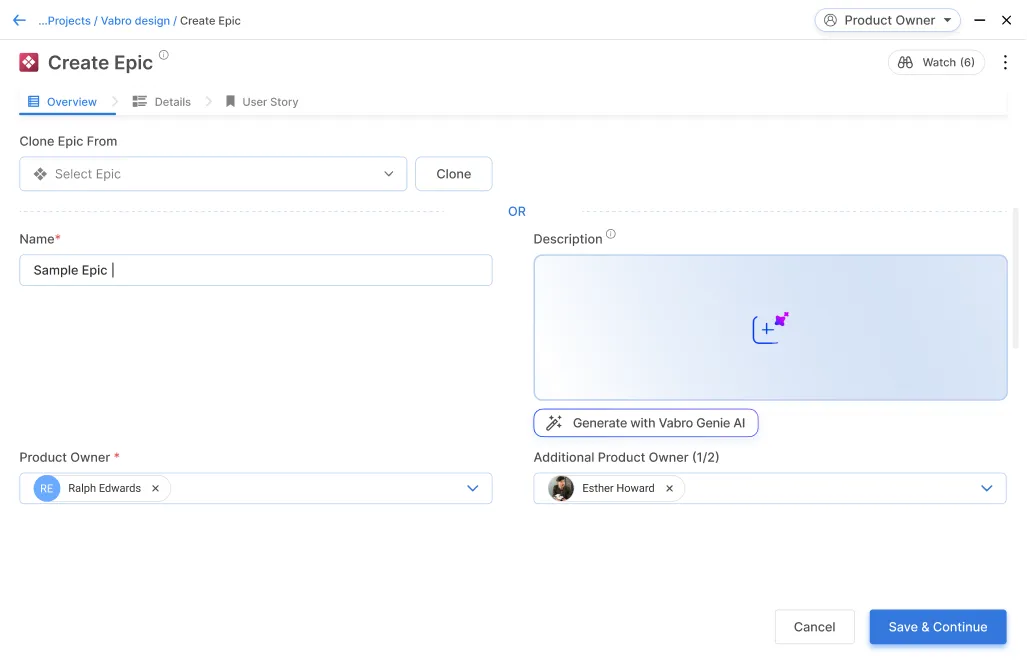 ...Projects / Vabro design / Create Epic
Product Owner
Create Epic
Watch (6)
Overview
Details
User Story
Clone Epic From
Select Epic
Clone
OR
Name*
Description
Sample Epic
Generate with Vabro Genie AI
Product Owner *
Additional Product Owner (1/2)
RE Ralph Edwards
Esther Howard
Cancel
Save & Continue